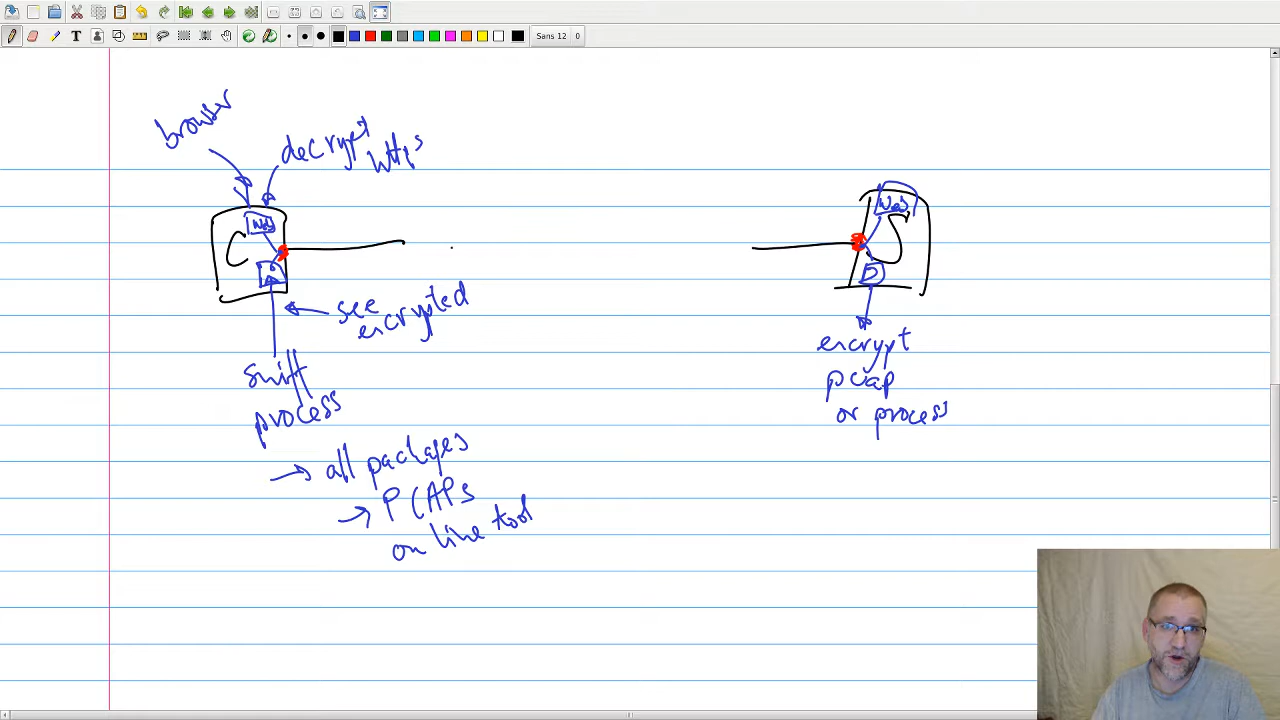 Sans 12 0
browser
decrypt
https
Web
C
see
encrypted
sniff
process
→ all packages
→ PCAPs
on line tool
Web
S
D
encrypt
pcap
or process